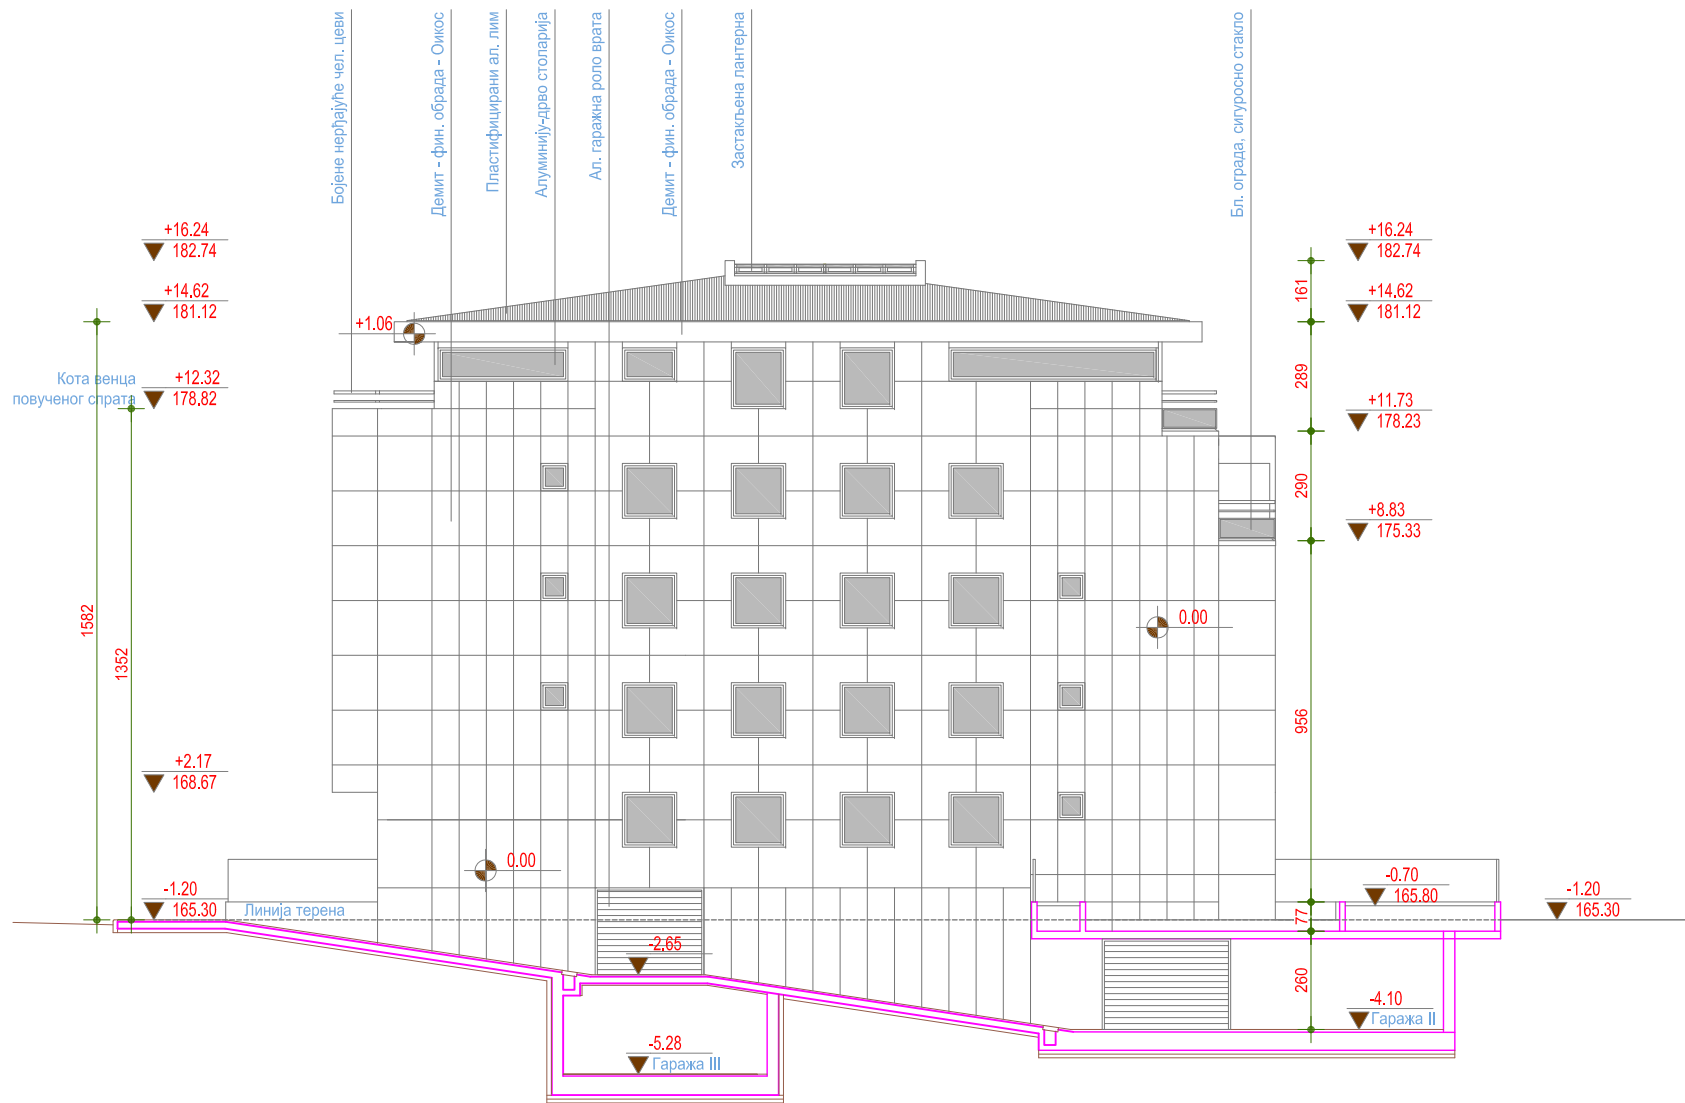 Бојене нерђајуће чел. цеви
Демит - фин. обрада - Оикос
Пластифицирани ал. лим
Алуминију-дрво столарија
Ал. гаражна роло врата
Демит - фин. обрада - Оикос
Застакљена лантерна
Бл. ограда, сигуросно стакло
+16.24
182.74
+14.62
181.12
+1.06
Кота венца
повученог спрата
+12.32
178.82
1582
1352
+2.17
168.67
-1.20
165.30
Линија терена
0.00
-2.65
-5.28
Гаража III
0.00
+16.24
182.74
+14.62
181.12
+11.73
178.23
+8.83
175.33
161
289
290
956
77
260
-0.70
165.80
-1.20
165.30
-4.10
Гаража II